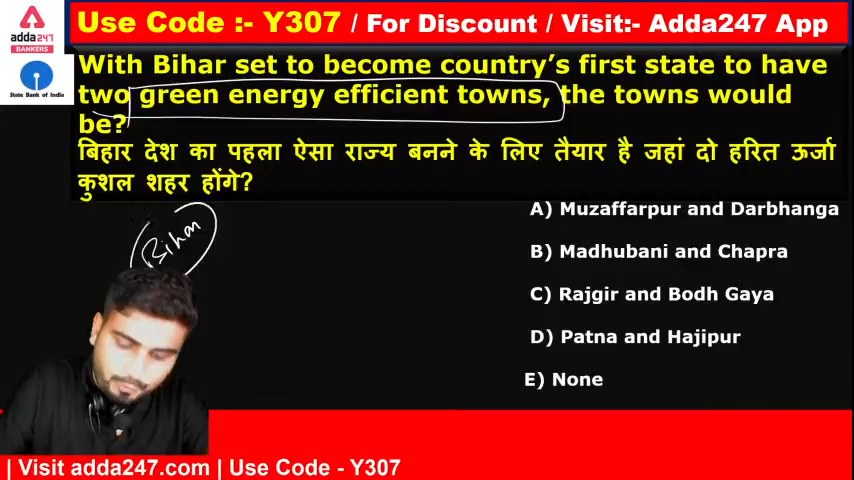 Use Code :- Y307 / For Discount / Visit:- Adda247 App
adda247
BANKERS
State Bank of India
With Bihar set to become country's first state to have
two green energy efficient towns, the towns would
be?
बिहार देश का पहला ऐसा राज्य बनने के लिए तैयार है जहां दो हरित ऊर्जा
कुशल शहर होंगे?
Bihar
A) Muzaffarpur and Darbhanga
B) Madhubani and Chapra
C) Rajgir and Bodh Gaya
D) Patna and Hajipur
E) None
| Visit adda247.com | Use Code - Y307